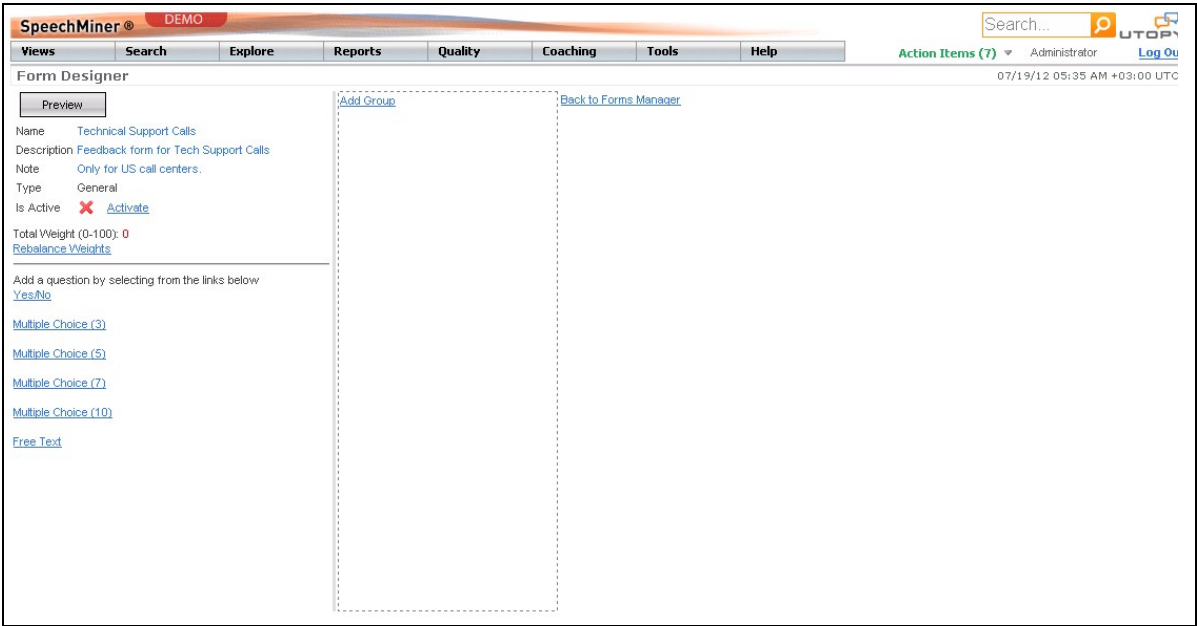 SpeechMiner ® DEMO
Search...
UTOPY
Views Search Explore Reports Quality Coaching Tools Help
Action Items (7) Administrator Log Ou
Form Designer
07/19/12 05:35 AM +03:00 UTC
Preview
Name Technical Support Calls
Description Feedback form for Tech Support Calls
Note Only for US call centers.
Type General
Is Active Activate
Total Weight (0-100): 0
Rebalance Weights
Add a question by selecting from the links below
Yes/No
Multiple Choice (3)
Multiple Choice (5)
Multiple Choice (7)
Multiple Choice (10)
Free Text
Add Group
Back to Forms Manager